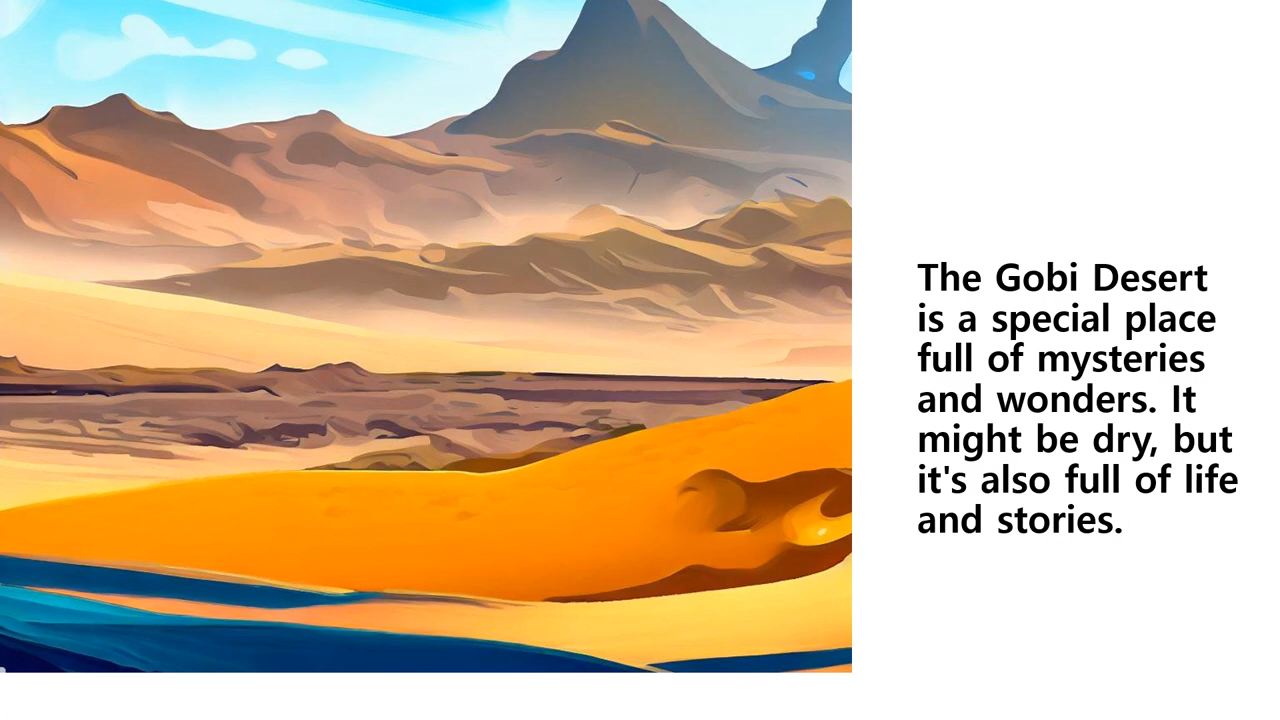 The Gobi Desert
is a special place
full of mysteries
and wonders. It
might be dry, but
it's also full of life
and stories.